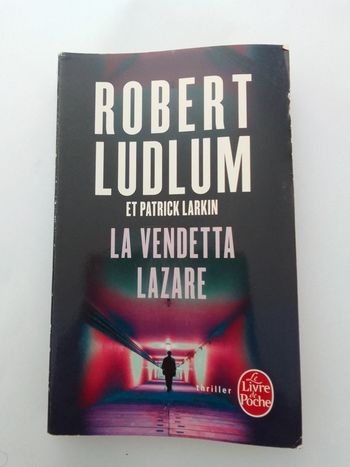 ROBERT
LUDLUM
ET PATRICK LARKIN
LA VENDETTA
LAZARE
thriller
Le
Livre
de
Poche